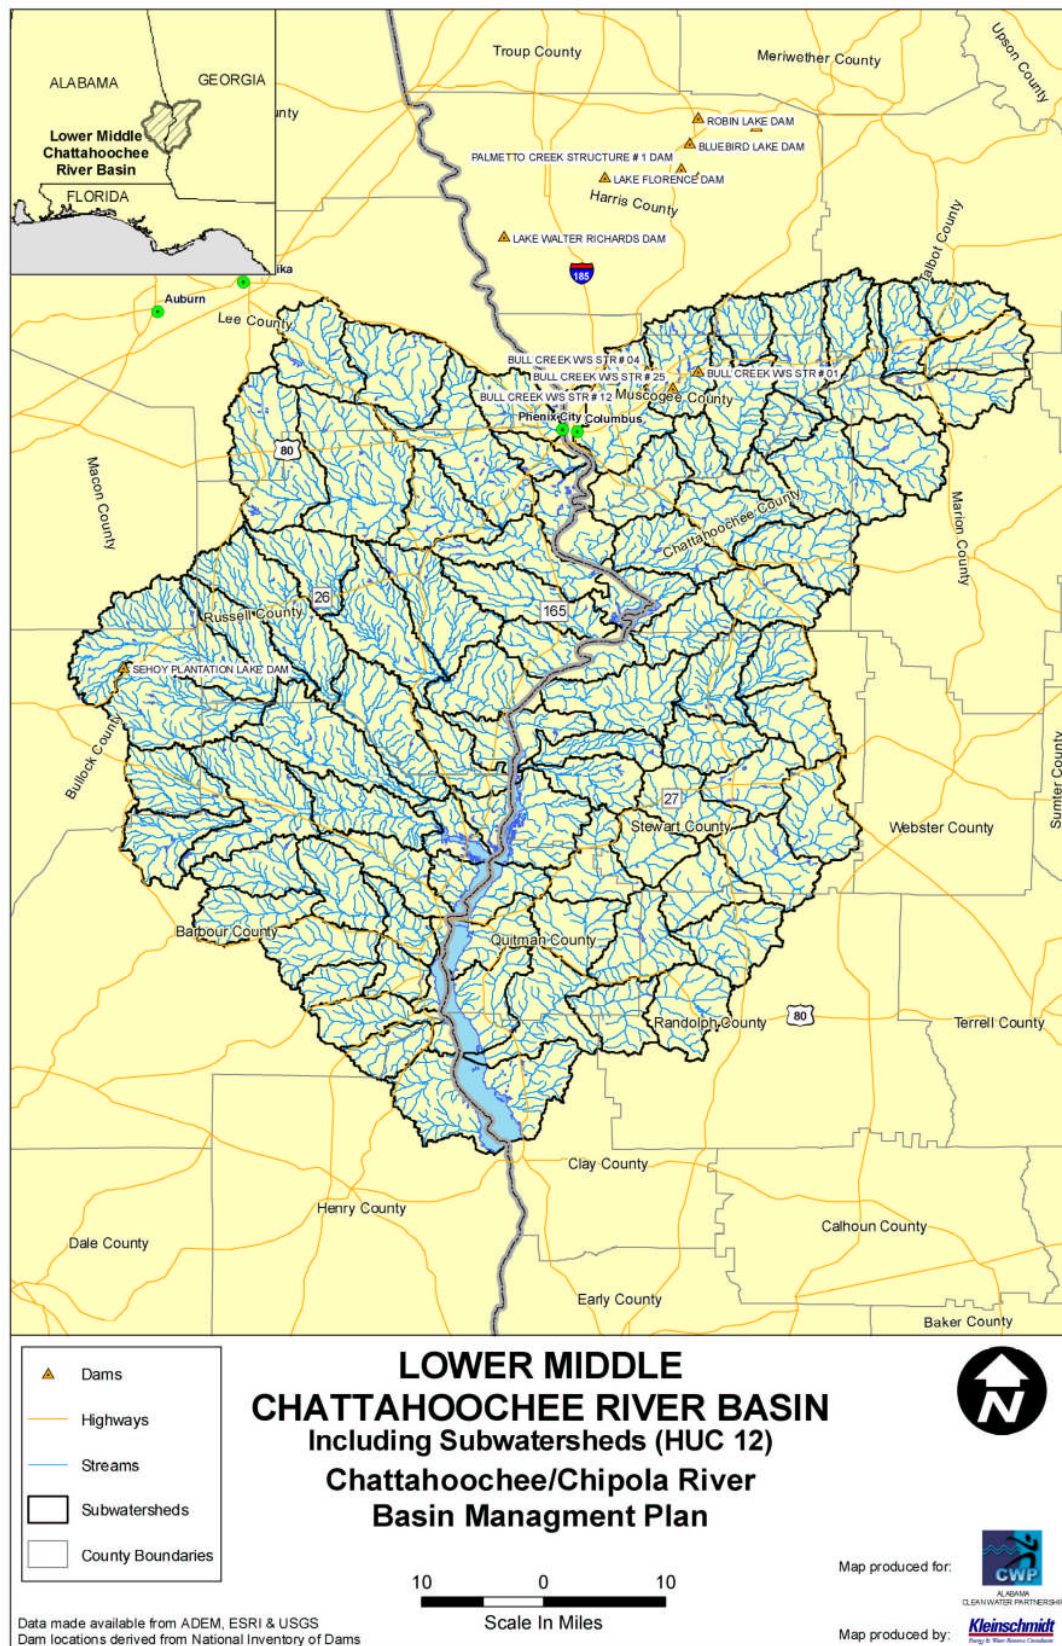 Troup County
Meriwether County
Upson County
ALABAMA
GEORGIA
Lower Middle
Chattahoochee
River Basin
FLORIDA
nty
ROBIN LAKE DAM
BLUEBIRD LAKE DAM
PALMETTO CREEK STRUCTURE # 1 DAM
LAKE FLORENCE DAM
Harris County
Talbot County
LAKE WALTER RICHARDS DAM
185
ika
Auburn
Lee County
BULL CREEK W/S STR # 04
BULL CREEK W/S STR # 25
BULL CREEK W/S STR # 01
BULL CREEK W/S STR # 12
Muscogee County
Phenix City
Columbus
80
Macon County
Chattahoochee County
Marion County
26
165
Russell County
SEHOY PLANTATION LAKE DAM
Bullock County
27
Stewart County
Webster County
Sumter County
Barbour County
Quitman County
Randolph County
80
Terrell County
Clay County
Henry County
Calhoun County
Dale County
Early County
Baker County
Dams
Highways
Streams
Subwatersheds
County Boundaries
LOWER MIDDLE
CHATTAHOOCHEE RIVER BASIN
Including Subwatersheds (HUC 12)
Chattahoochee/Chipola River
Basin Managment Plan
N
10 0 10
Scale In Miles
Data made available from ADEM, ESRI & USGS
Dam locations derived from National Inventory of Dams
Map produced for:
CWP
ALABAMA
CLEAN WATER PARTNERSHIP
Map produced by:
Kleinschmidt
Energy & Water Resource Consultants